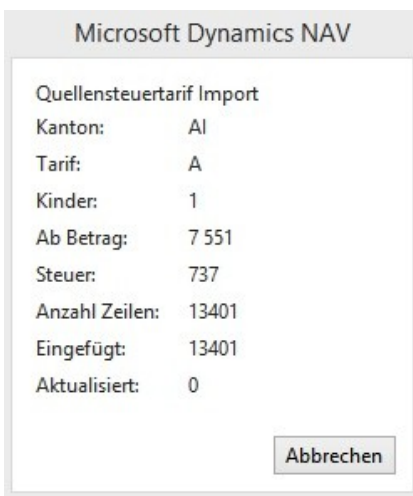 Microsoft Dynamics NAV
Quellensteuertarif Import
Kanton: AI
Tarif: A
Kinder: 1
Ab Betrag: 7 551
Steuer: 737
Anzahl Zeilen: 13401
Eingefügt: 13401
Aktualisiert: 0
Abbrechen